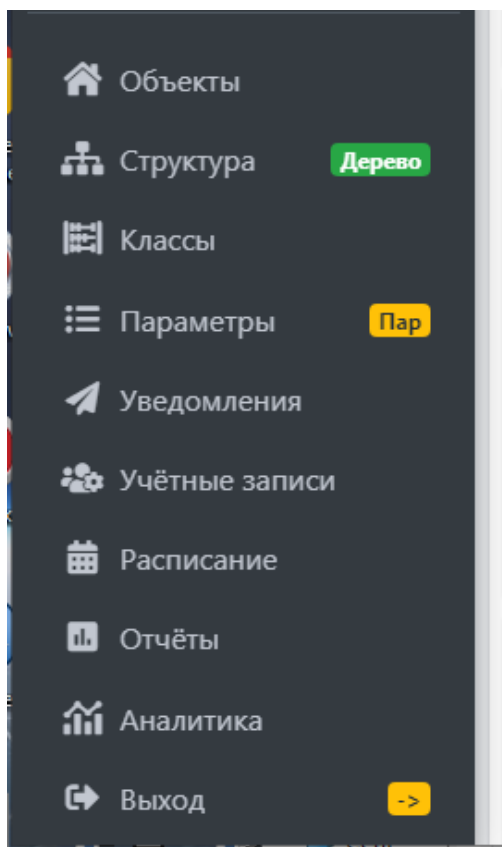 Объекты
Структура Дерево
Классы
Параметры Пар
Уведомления
Учётные записи
Расписание
Отчёты
Аналитика
Выход ->